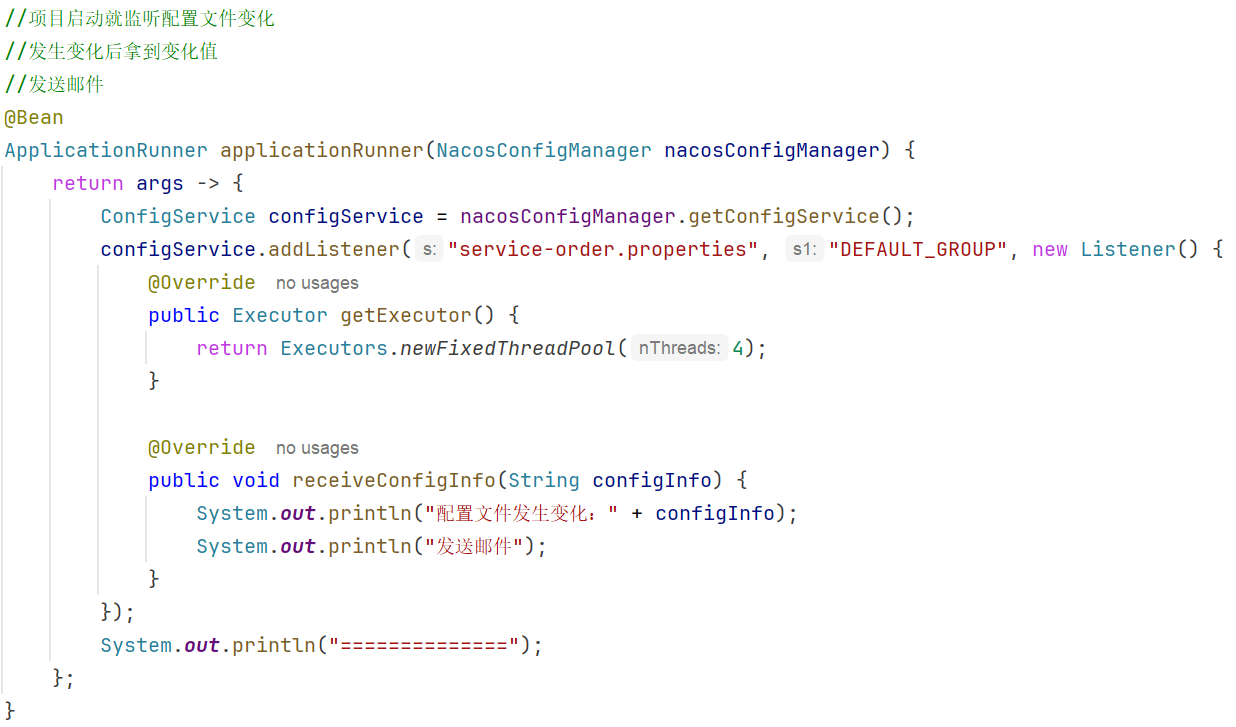 //项目启动就监听配置文件变化
//发生变化后拿到变化值
//发送邮件
@Bean
ApplicationRunner applicationRunner(NacosConfigManager nacosConfigManager) {
    return args -> {
        ConfigService configService = nacosConfigManager.getConfigService();
        configService.addListener( s: "service-order.properties", s1: "DEFAULT_GROUP", new Listener() {
            @Override no usages
            public Executor getExecutor() {
                return Executors.newFixedThreadPool( nThreads: 4);
            }

            @Override no usages
            public void receiveConfigInfo(String configInfo) {
                System.out.println("配置文件发生变化：" + configInfo);
                System.out.println("发送邮件");
            }
        });
        System.out.println("==============");
    };
}